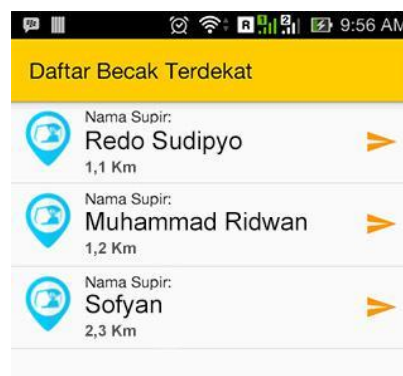 9:56 AM
Daftar Becak Terdekat
Nama Supir:
Redo Sudipyo
1,1 Km
Nama Supir:
Muhammad Ridwan
1,2 Km
Nama Supir:
Sofyan
2,3 Km